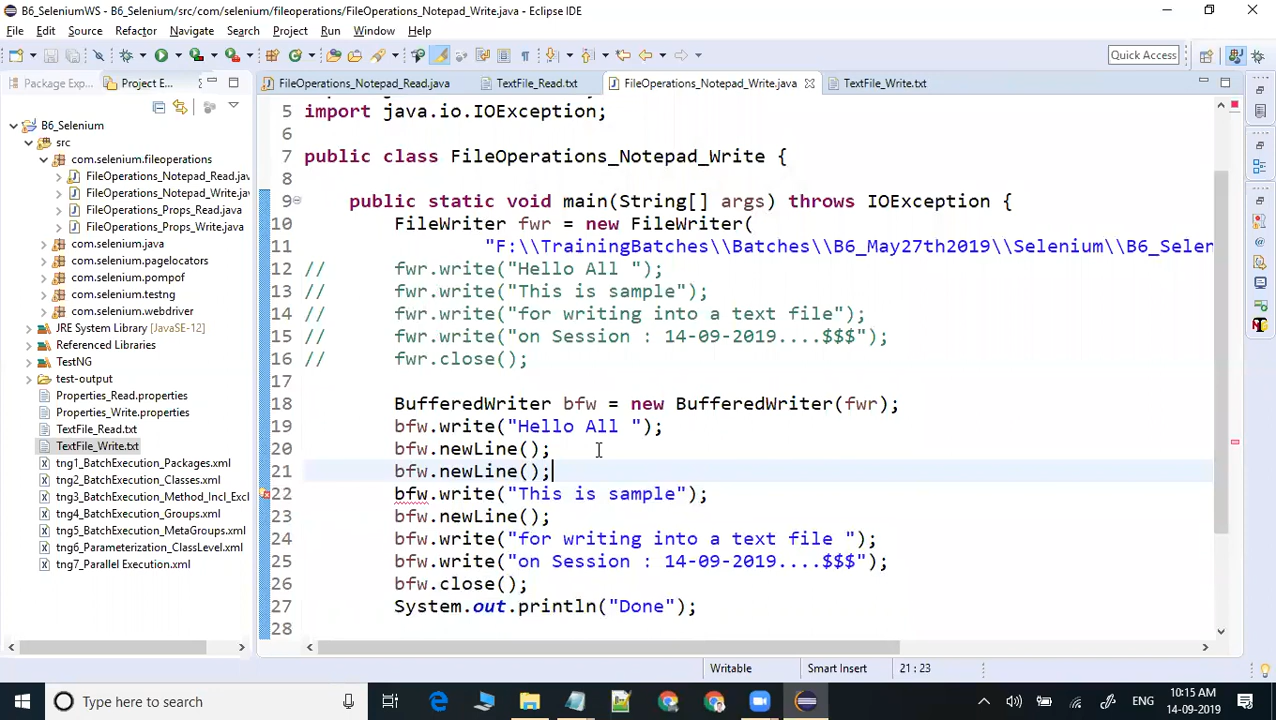 B6_SeleniumWS - B6_Selenium/src/com/selenium/fileoperations/FileOperations_Notepad_Write.java - Eclipse IDE
File Edit Source Refactor Navigate Search Project Run Window Help
Quick Access
Package Exp... Project E...
FileOperations_Notepad_Read.java TextFile_Read.txt FileOperations_Notepad_Write.java TextFile_Write.txt
B6_Selenium
src
com.selenium.fileoperations
FileOperations_Notepad_Read.jav
FileOperations_Notepad_Write.jav
FileOperations_Props_Read.java
FileOperations_Props_Write.java
com.selenium.java
com.selenium.pagelocators
com.selenium.pompof
com.selenium.testng
com.selenium.webdriver
JRE System Library [JavaSE-12]
Referenced Libraries
TestNG
test-output
Properties_Read.properties
Properties_Write.properties
TextFile_Read.txt
TextFile_Write.txt
tng1_BatchExecution_Packages.xml
tng2_BatchExecution_Classes.xml
tng3_BatchExecution_Method_Incl_Excl
tng4_BatchExecution_Groups.xml
tng5_BatchExecution_MetaGroups.xml
tng6_Parameterization_ClassLevel.xml
tng7_Parallel Execution.xml
5 import java.io.IOException;
6
7 public class FileOperations_Notepad_Write {
8
9 public static void main(String[] args) throws IOException {
10 FileWriter fwr = new FileWriter(
11 "F:\\TrainingBatches\\Batches\\B6_May27th2019\\Selenium\\B6_Selen
12 // fwr.write("Hello All ");
13 // fwr.write("This is sample");
14 // fwr.write("for writing into a text file");
15 // fwr.write("on Session : 14-09-2019....$$$");
16 // fwr.close();
17
18 BufferedWriter bfw = new BufferedWriter(fwr);
19 bfw.write("Hello All ");
20 bfw.newLine();
21 bfw.newLine();
22 bfw.write("This is sample");
23 bfw.newLine();
24 bfw.write("for writing into a text file ");
25 bfw.write("on Session : 14-09-2019....$$$");
26 bfw.close();
27 System.out.println("Done");
28
Writable Smart Insert 21 : 23
Type here to search
ENG
10:15 AM
14-09-2019